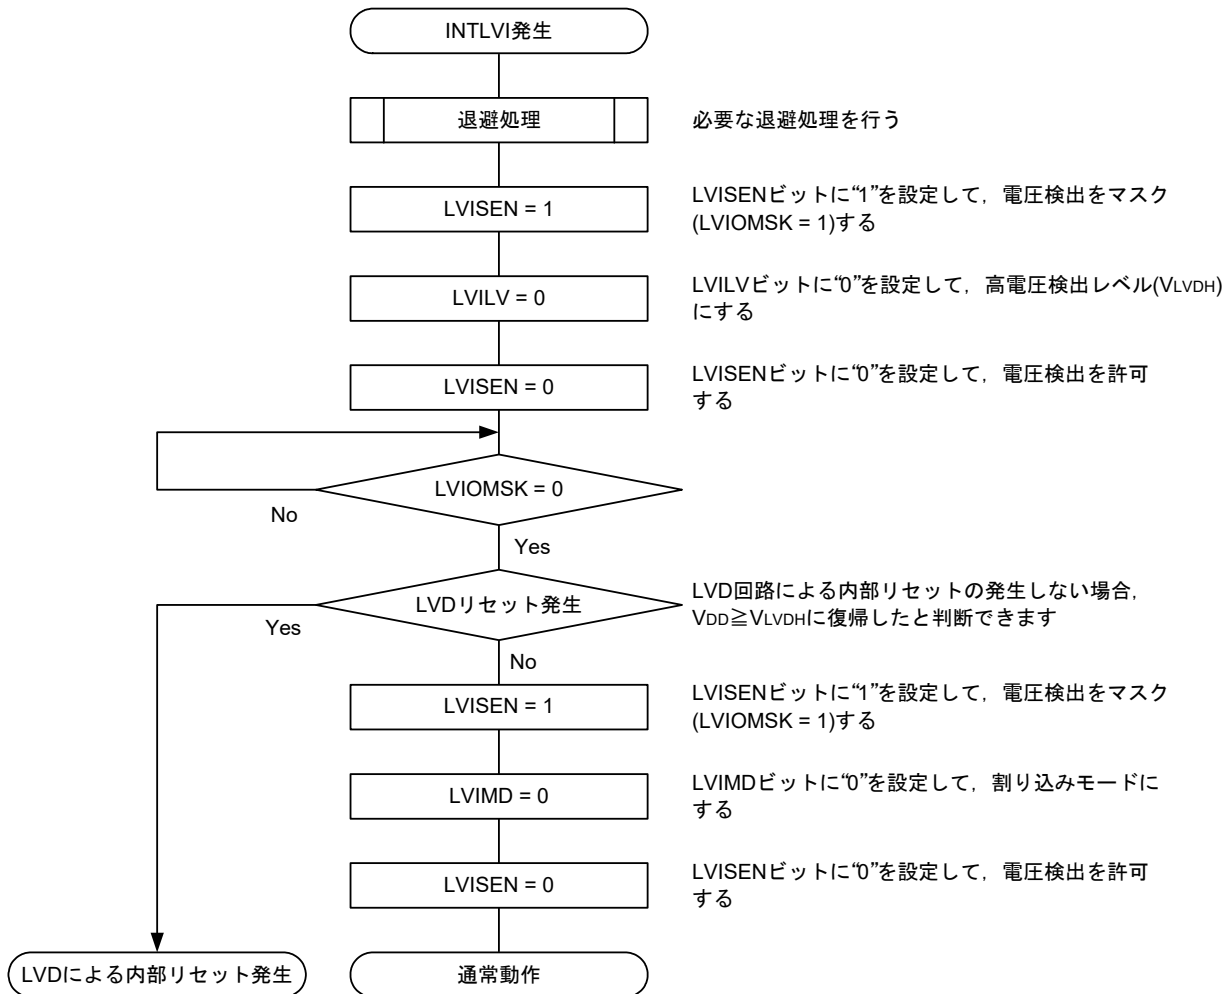 INTLVI発生
退避処理
必要な退避処理を行う
LVISEN = 1
LVISENビットに“1”を設定して，電圧検出をマスク
(LVIOMSK = 1)する
LVILV = 0
LVILVビットに“0”を設定して，高電圧検出レベル(VLVDH)
にする
LVISEN = 0
LVISENビットに“0”を設定して，電圧検出を許可
する
LVIOMSK = 0
No
Yes
LVDリセット発生
LVD回路による内部リセットの発生しない場合,
VDD≧VLVDHに復帰したと判断できます
Yes
No
LVISEN = 1
LVISENビットに“1”を設定して，電圧検出をマスク
(LVIOMSK = 1)する
LVIMD = 0
LVIMDビットに“0”を設定して，割り込みモードに
する
LVISEN = 0
LVISENビットに“0”を設定して，電圧検出を許可
する
LVDによる内部リセット発生
通常動作